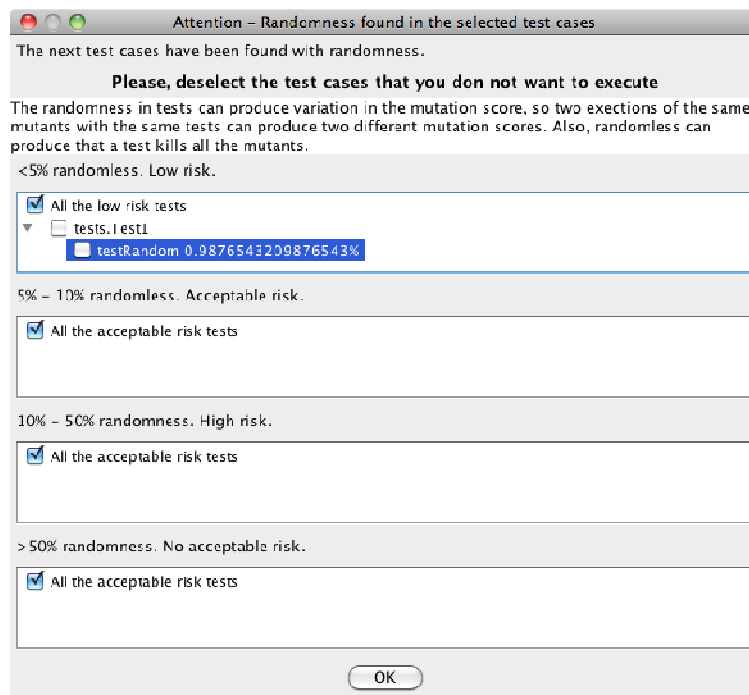 Attention – Randomness found in the selected test cases
The next test cases have been found with randomness.
Please, deselect the test cases that you don not want to execute
The randomness in tests can produce variation in the mutation score, so two exections of the same
mutants with the same tests can produce two different mutation scores. Also, randomless can
produce that a test kills all the mutants.
<5% randomless. Low risk.
All the low risk tests
tests.Test1
testRandom 0.9876543209876543%
5% – 10% randomless. Acceptable risk.
All the acceptable risk tests
10% – 50% randomness. High risk.
All the acceptable risk tests
>50% randomness. No acceptable risk.
All the acceptable risk tests
OK